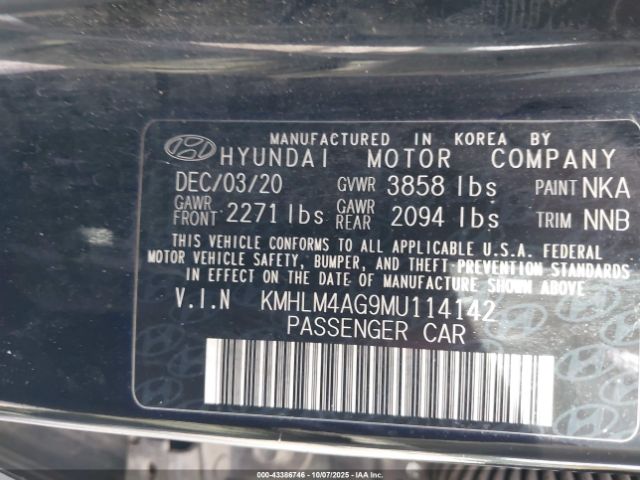 MANUFACTURED IN KOREA BY
HYUNDAI MOTOR COMPANY
DEC/03/20 GVWR 3858 lbs PAINT NKA
GAWR FRONT 2271 lbs GAWR REAR 2094 lbs TRIM NNB
THIS VEHICLE CONFORMS TO ALL APPLICABLE U.S.A. FEDERAL
MOTOR VEHICLE SAFETY, BUMPER, AND THEFT PREVENTION STANDARDS
IN EFFECT ON THE DATE OF MANUFACTURE SHOWN ABOVE
V.I.N KMHLM4AG9MU114142
PASSENGER CAR
000-43386746 10/07/2025 02:54 PM